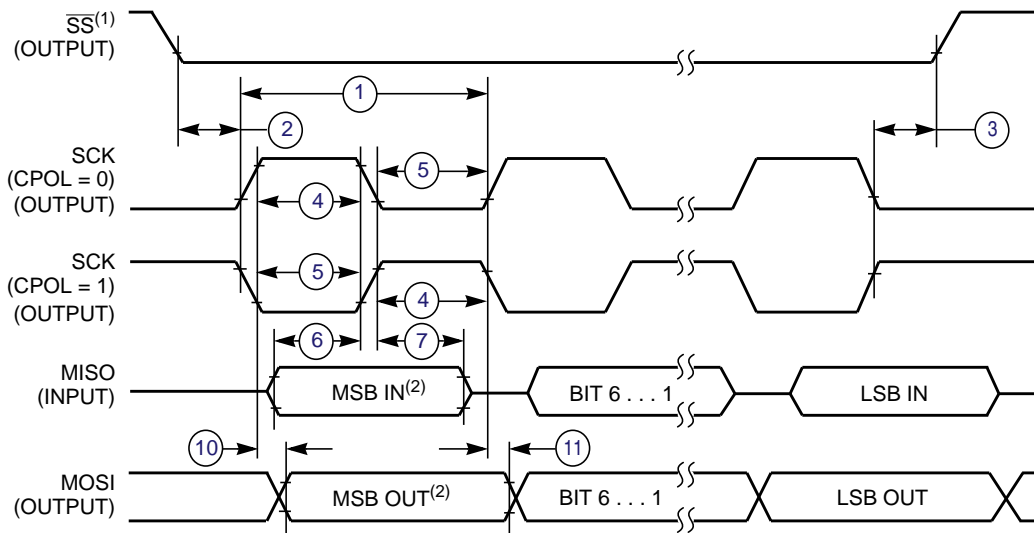 SS(1)
(OUTPUT)
1
2
3
SCK
(CPOL = 0)
(OUTPUT)
5
4
SCK
(CPOL = 1)
(OUTPUT)
5
4
6
7
MISO
(INPUT)
MSB IN(2)
BIT 6 . . . 1
LSB IN
10
11
MOSI
(OUTPUT)
MSB OUT(2)
BIT 6 . . . 1
LSB OUT